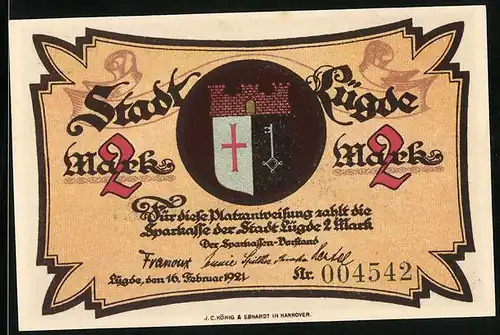 Stadt Lügde
2 Mark 2 Mark
Für diese Platzanweisung zahlt die
Sparkasse der Stadt Lügde 2 Mark
Der Sparkassen-Vorstand
Lügde, den 16. Februar 1921 Nr. 004542
J.C. KÖNIG & EBHARDT IN HANNOVER.